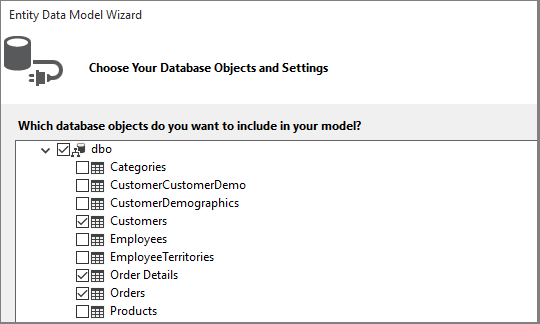 Entity Data Model Wizard
Choose Your Database Objects and Settings
Which database objects do you want to include in your model?
dbo
Categories
CustomerCustomerDemo
CustomerDemographics
Customers
Employees
EmployeeTerritories
Order Details
Orders
Products